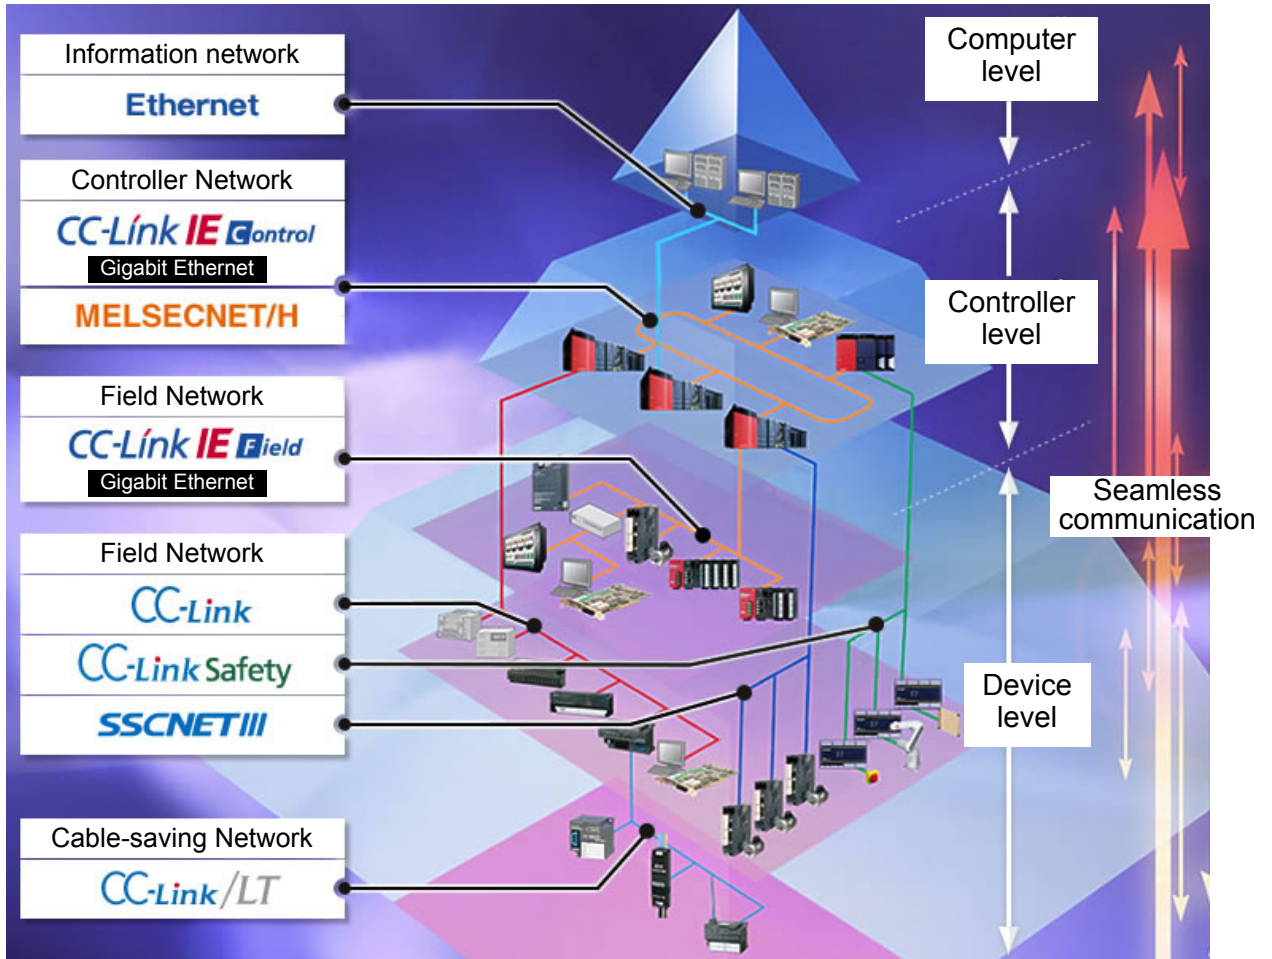 Information network
Ethernet
Controller Network
CC-Link IE Control
Gigabit Ethernet
MELSECNET/H
Field Network
CC-Link IE Field
Gigabit Ethernet
Field Network
CC-Link
CC-Link Safety
SSCNETIII
Cable-saving Network
CC-Link/LT
Computer
level
Controller
level
Seamless
communication
Device
level